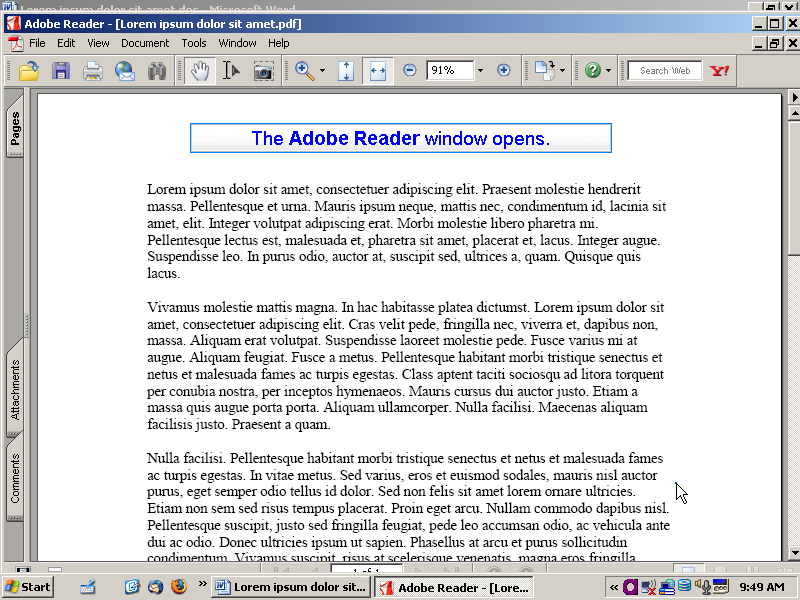 Lorem ipsum dolor sit amet.doc - Microsoft Word
Adobe Reader - [Lorem ipsum dolor sit amet.pdf]
File Edit View Document Tools Window Help
91% Search Web Y!
Pages
The Adobe Reader window opens.
Lorem ipsum dolor sit amet, consectetuer adipiscing elit. Praesent molestie hendrerit
massa. Pellentesque et urna. Mauris ipsum neque, mattis nec, condimentum id, lacinia sit
amet, elit. Integer volutpat adipiscing erat. Morbi molestie libero pharetra mi.
Pellentesque lectus est, malesuada et, pharetra sit amet, placerat et, lacus. Integer augue.
Suspendisse leo. In purus odio, auctor at, suscipit sed, ultrices a, quam. Quisque quis
lacus.
Vivamus molestie mattis magna. In hac habitasse platea dictumst. Lorem ipsum dolor sit
amet, consectetuer adipiscing elit. Cras velit pede, fringilla nec, viverra et, dapibus non,
massa. Aliquam erat volutpat. Suspendisse laoreet molestie pede. Fusce varius mi at
augue. Aliquam feugiat. Fusce a metus. Pellentesque habitant morbi tristique senectus et
netus et malesuada fames ac turpis egestas. Class aptent taciti sociosqu ad litora torquent
per conubia nostra, per inceptos hymenaeos. Mauris cursus dui auctor justo. Etiam a
massa quis augue porta porta. Aliquam ullamcorper. Nulla facilisi. Maecenas aliquam
facilisis justo. Praesent a quam.
Attachments
Nulla facilisi. Pellentesque habitant morbi tristique senectus et netus et malesuada fames
ac turpis egestas. In vitae metus. Sed varius, eros et euismod sodales, mauris nisl auctor
purus, eget semper odio tellus id dolor. Sed non felis sit amet lorem ornare ultricies.
Etiam non sem sed risus tempus placerat. Proin eget arcu. Nullam commodo dapibus nisl.
Pellentesque suscipit, justo sed fringilla feugiat, pede leo accumsan odio, ac vehicula ante
dui ac odio. Donec ultricies ipsum ut sapien. Phasellus at arcu et purus sollicitudin
condimentum. Vivamus suscipit, risus at scelerisque venenatis, magna eros fringilla
Comments
1 of 1
Start Lorem ipsum dolor sit... Adobe Reader - [Lore... 9:49 AM